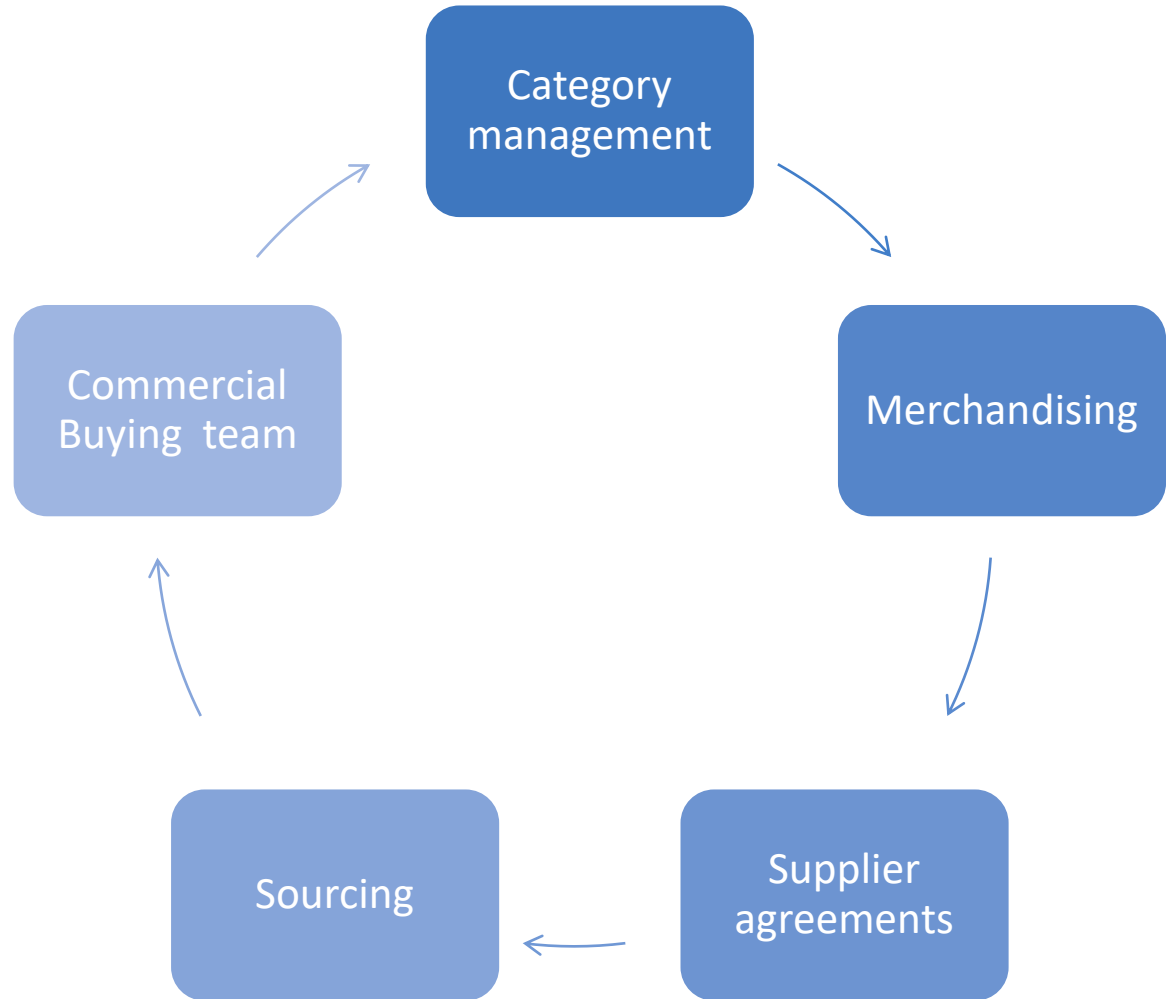 Category
management
Merchandising
Supplier
agreements
Sourcing
Commercial
Buying  team